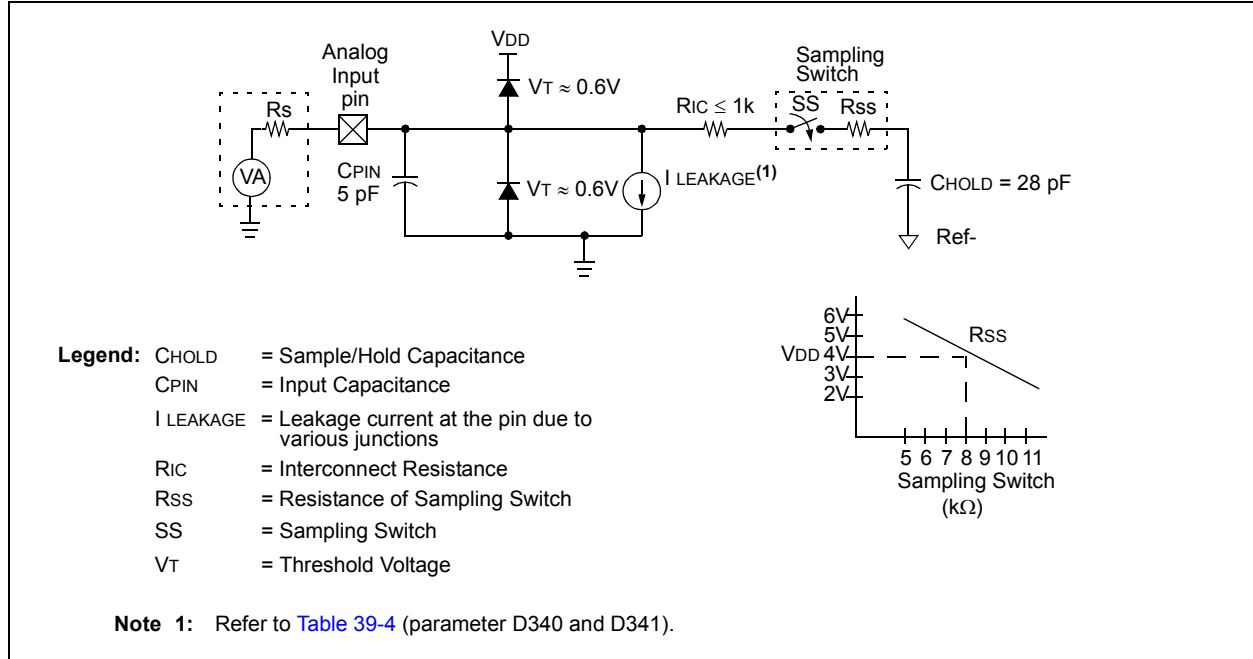 VDD
Analog
Input
pin
Sampling
Switch
VT ≈ 0.6V
Rs
RIC ≤ 1k
SS
Rss
VA
CPIN
5 pF
VT ≈ 0.6V
I LEAKAGE(1)
CHOLD = 28 pF
Ref-
Legend: CHOLD = Sample/Hold Capacitance
CPIN = Input Capacitance
I LEAKAGE = Leakage current at the pin due to
various junctions
RIC = Interconnect Resistance
RSS = Resistance of Sampling Switch
SS = Sampling Switch
VT = Threshold Voltage
6V
5V
VDD 4V
3V
2V
RSS
5 6 7 8 9 10 11
Sampling Switch
(kΩ)
Note 1: Refer to Table 39-4 (parameter D340 and D341).